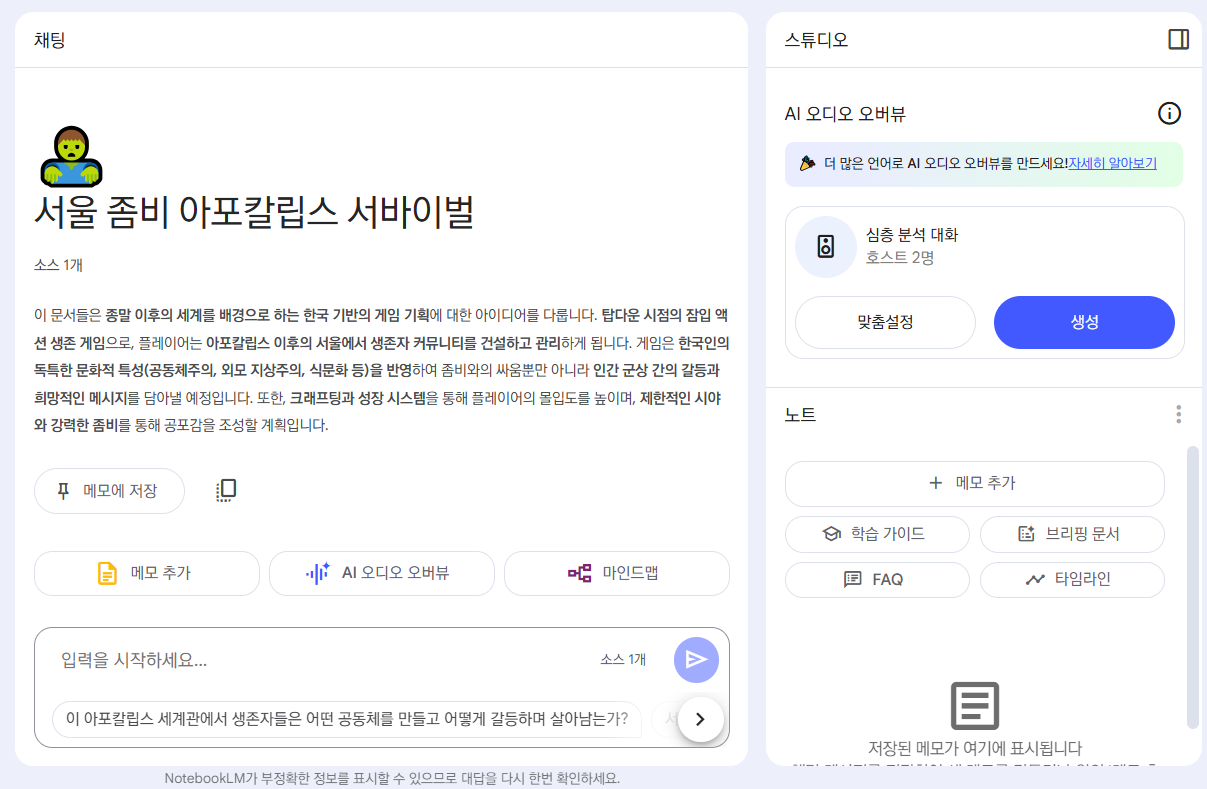 채팅
서울 좀비 아포칼립스 서바이벌
소스 1개
이 문서들은 종말 이후의 세계를 배경으로 하는 한국 기반의 게임 기획에 대한 아이디어를 다룹니다. 탑다운 시점의 잠입 액
션 생존 게임으로, 플레이어는 아포칼립스 이후의 서울에서 생존자 커뮤니티를 건설하고 관리하게 됩니다. 게임은 한국인의
독특한 문화적 특성(공동체주의, 외모 지상주의, 식문화 등)을 반영하여 좀비와의 싸움뿐만 아니라 인간 군상 간의 갈등과
희망적인 메시지를 담아낼 예정입니다. 또한, 크래프팅과 성장 시스템을 통해 플레이어의 몰입도를 높이며, 제한적인 시야
와 강력한 좀비를 통해 공포감을 조성할 계획입니다.
메모에 저장
메모 추가
AI 오디오 오버뷰
마인드맵
입력을 시작하세요...
소스 1개
이 아포칼립스 세계관에서 생존자들은 어떤 공동체를 만들고 어떻게 갈등하며 살아남는가?
NotebookLM가 부정확한 정보를 표시할 수 있으므로 대답을 다시 한번 확인하세요.
스튜디오
AI 오디오 오버뷰
더 많은 언어로 AI 오디오 오버뷰를 만드세요!자세히 알아보기
심층 분석 대화
호스트 2명
맞춤설정
생성
노트
메모 추가
학습 가이드
브리핑 문서
FAQ
타임라인
저장된 메모가 여기에 표시됩니다